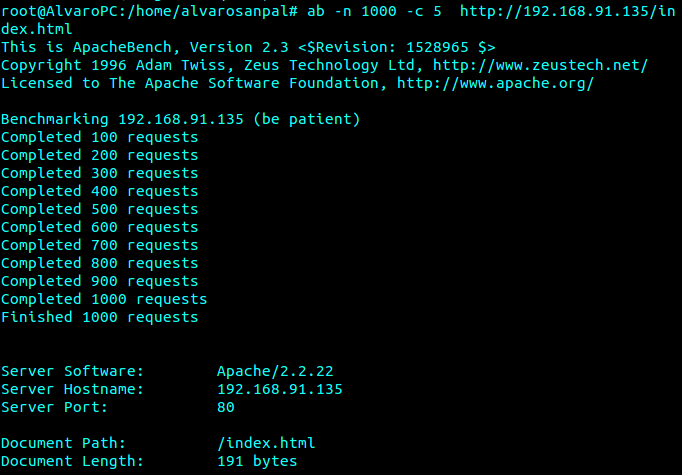 root@AlvaroPC:/home/alvarosanpal# ab -n 1000 -c 5  http://192.168.91.135/in
dex.html
This is ApacheBench, Version 2.3 <$Revision: 1528965 $>
Copyright 1996 Adam Twiss, Zeus Technology Ltd, http://www.zeustech.net/
Licensed to The Apache Software Foundation, http://www.apache.org/

Benchmarking 192.168.91.135 (be patient)
Completed 100 requests
Completed 200 requests
Completed 300 requests
Completed 400 requests
Completed 500 requests
Completed 600 requests
Completed 700 requests
Completed 800 requests
Completed 900 requests
Completed 1000 requests
Finished 1000 requests


Server Software:        Apache/2.2.22
Server Hostname:        192.168.91.135
Server Port:            80

Document Path:          /index.html
Document Length:        191 bytes